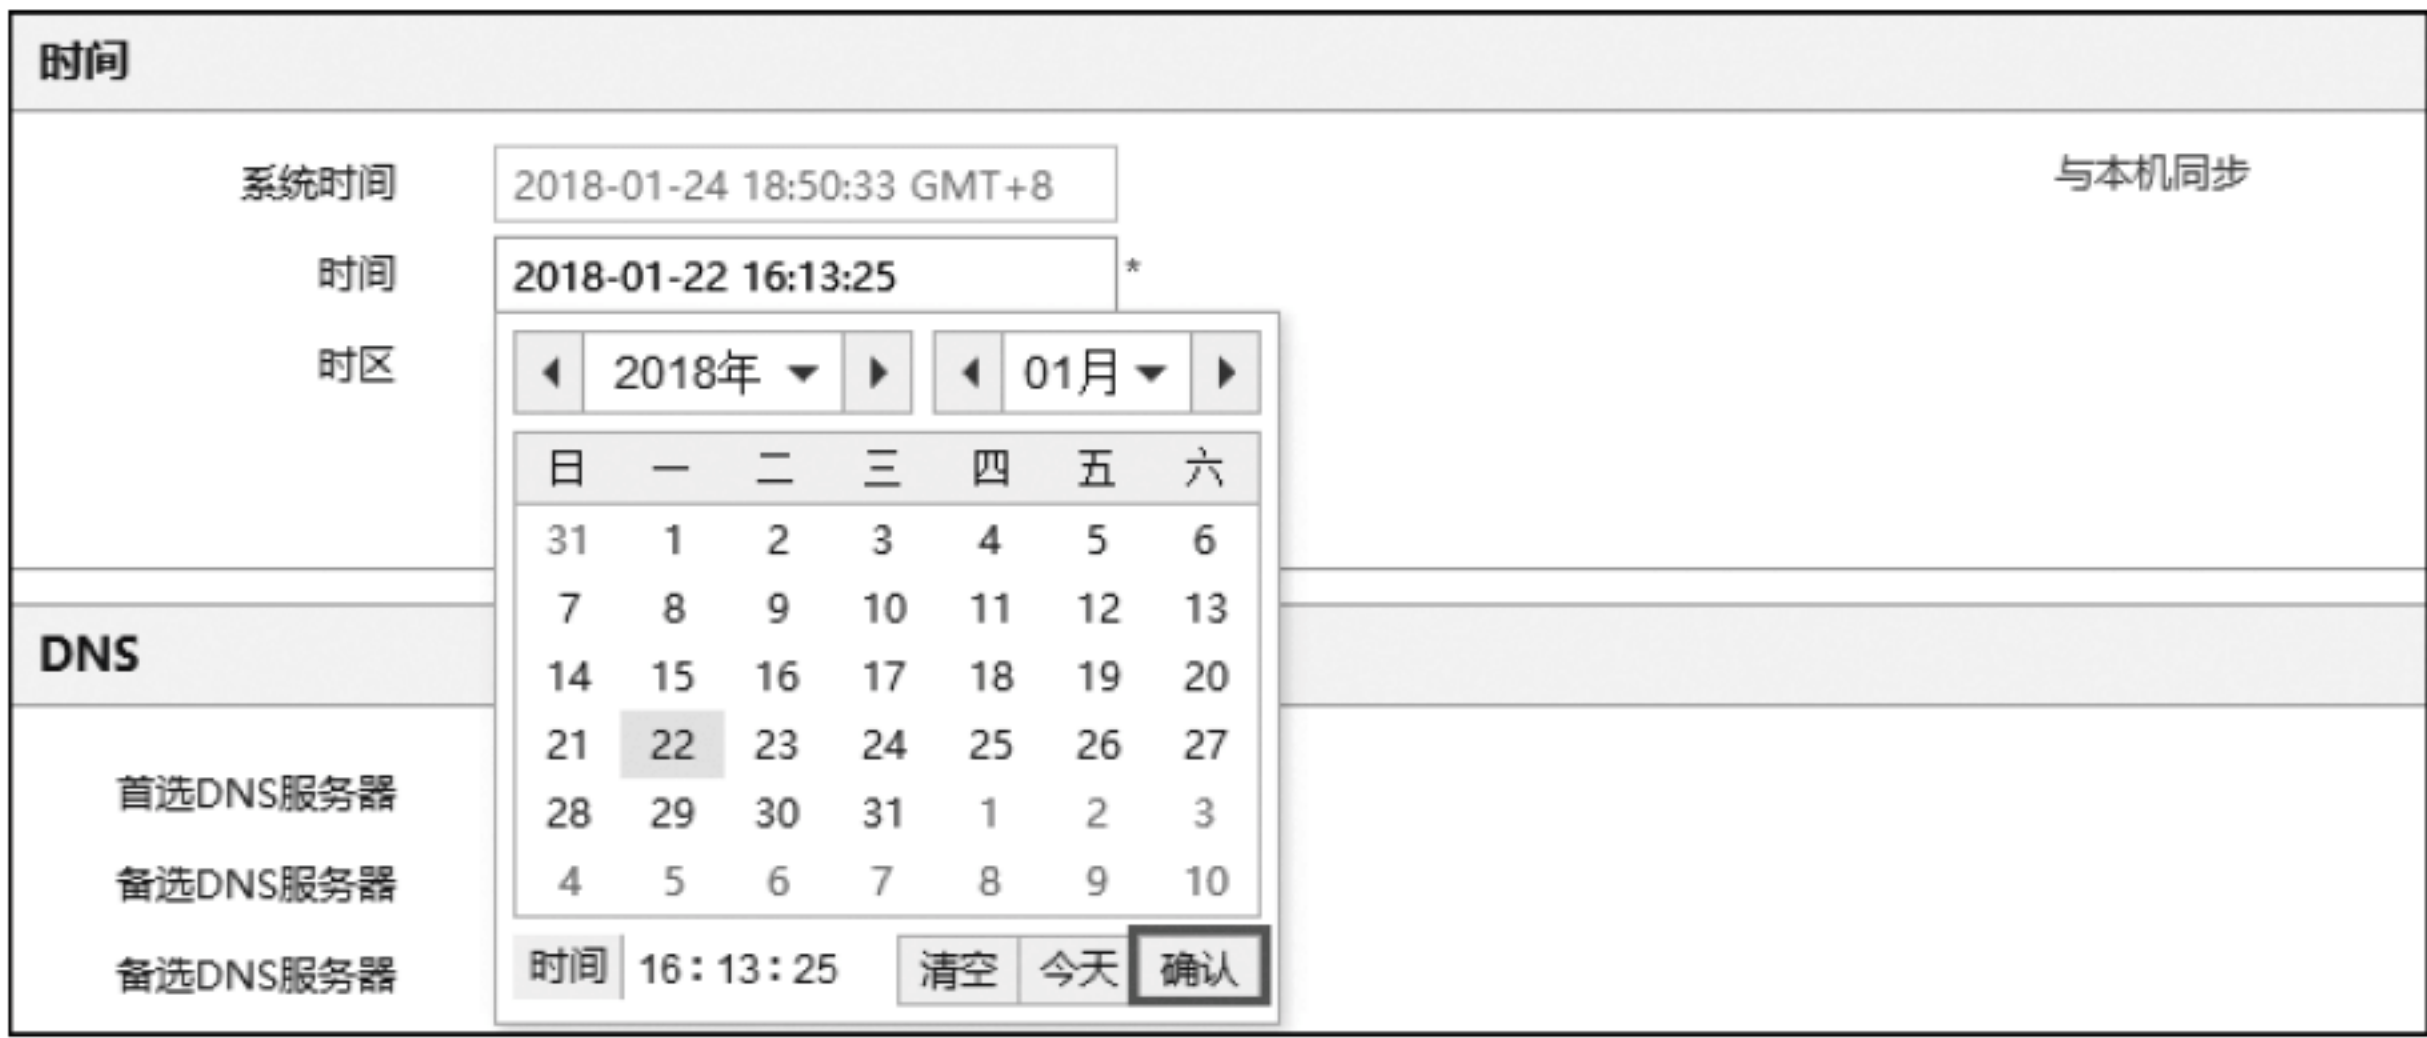 时间
系统时间 2018-01-24 18:50:33 GMT+8 与本机同步
时间 2018-01-22 16:13:25 *
时区 2018年 01月
日 一 二 三 四 五 六
31 1 2 3 4 5 6
7 8 9 10 11 12 13
14 15 16 17 18 19 20
21 22 23 24 25 26 27
28 29 30 31 1 2 3
4 5 6 7 8 9 10
时间 16:13:25 清空 今天 确认
DNS
首选DNS服务器
备选DNS服务器
备选DNS服务器